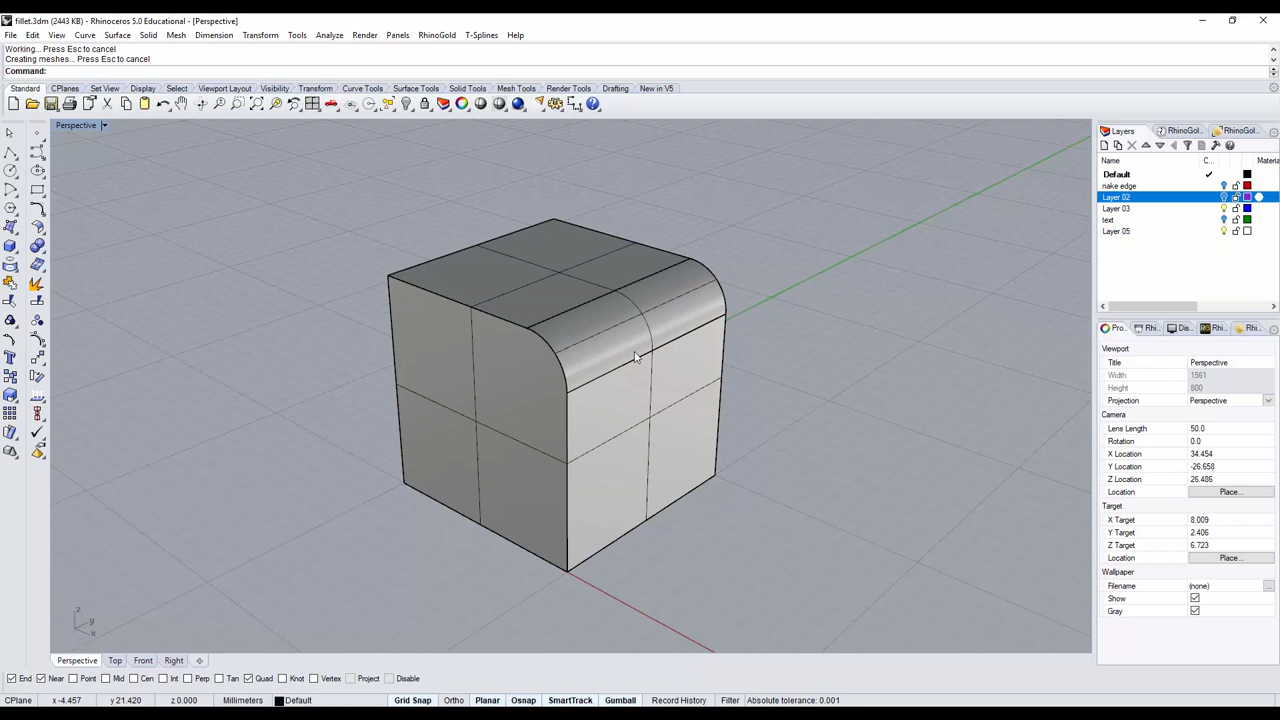 fillet.3dm (2443 KB) - Rhinoceros 5.0 Educational - [Perspective]
File Edit View Curve Surface Solid Mesh Dimension Transform Tools Analyze Render Panels RhinoGold T-Splines Help
Working... Press Esc to cancel
Creating meshes... Press Esc to cancel
Command:
Standard CPlanes Set View Display Select Viewport Layout Visibility Transform Curve Tools Surface Tools Solid Tools Mesh Tools Render Tools Drafting New in V5
Perspective
Layers RhinoGol... RhinoGol...
Name C... Material
Default
nake edge
Layer 02
Layer 03
text
Layer 05
Pro... Rhi... Dis... Rhi... Rhi...
Viewport
Title Perspective
Width 1561
Height 800
Projection Perspective
Camera
Lens Length 50.0
Rotation 0.0
X Location 34.454
Y Location -26.658
Z Location 26.486
Location Place...
Target
X Target 8.009
Y Target 2.406
Z Target 6.723
Location Place...
Wallpaper
Filename (none) ...
Show
Gray
z
y
x
Perspective Top Front Right
End Near Point Mid Cen Int Perp Tan Quad Knot Vertex Project Disable
CPlane x -4.457 y 21.420 z 0.000 Millimeters Default Grid Snap Ortho Planar Osnap SmartTrack Gumball Record History Filter Absolute tolerance: 0.001